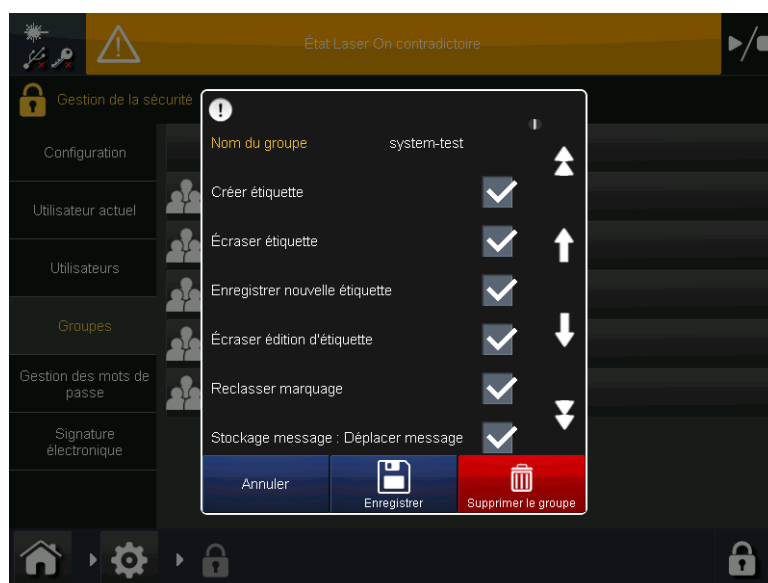 État Laser On contradictoire
Gestion de la sécurité
Configuration
Utilisateur actuel
Utilisateurs
Groupes
Gestion des mots de
passe
Signature
électronique
Nom du groupe system-test
Créer étiquette
Écraser étiquette
Enregistrer nouvelle étiquette
Écraser édition d'étiquette
Reclasser marquage
Stockage message : Déplacer message
Annuler
Enregistrer
Supprimer le groupe